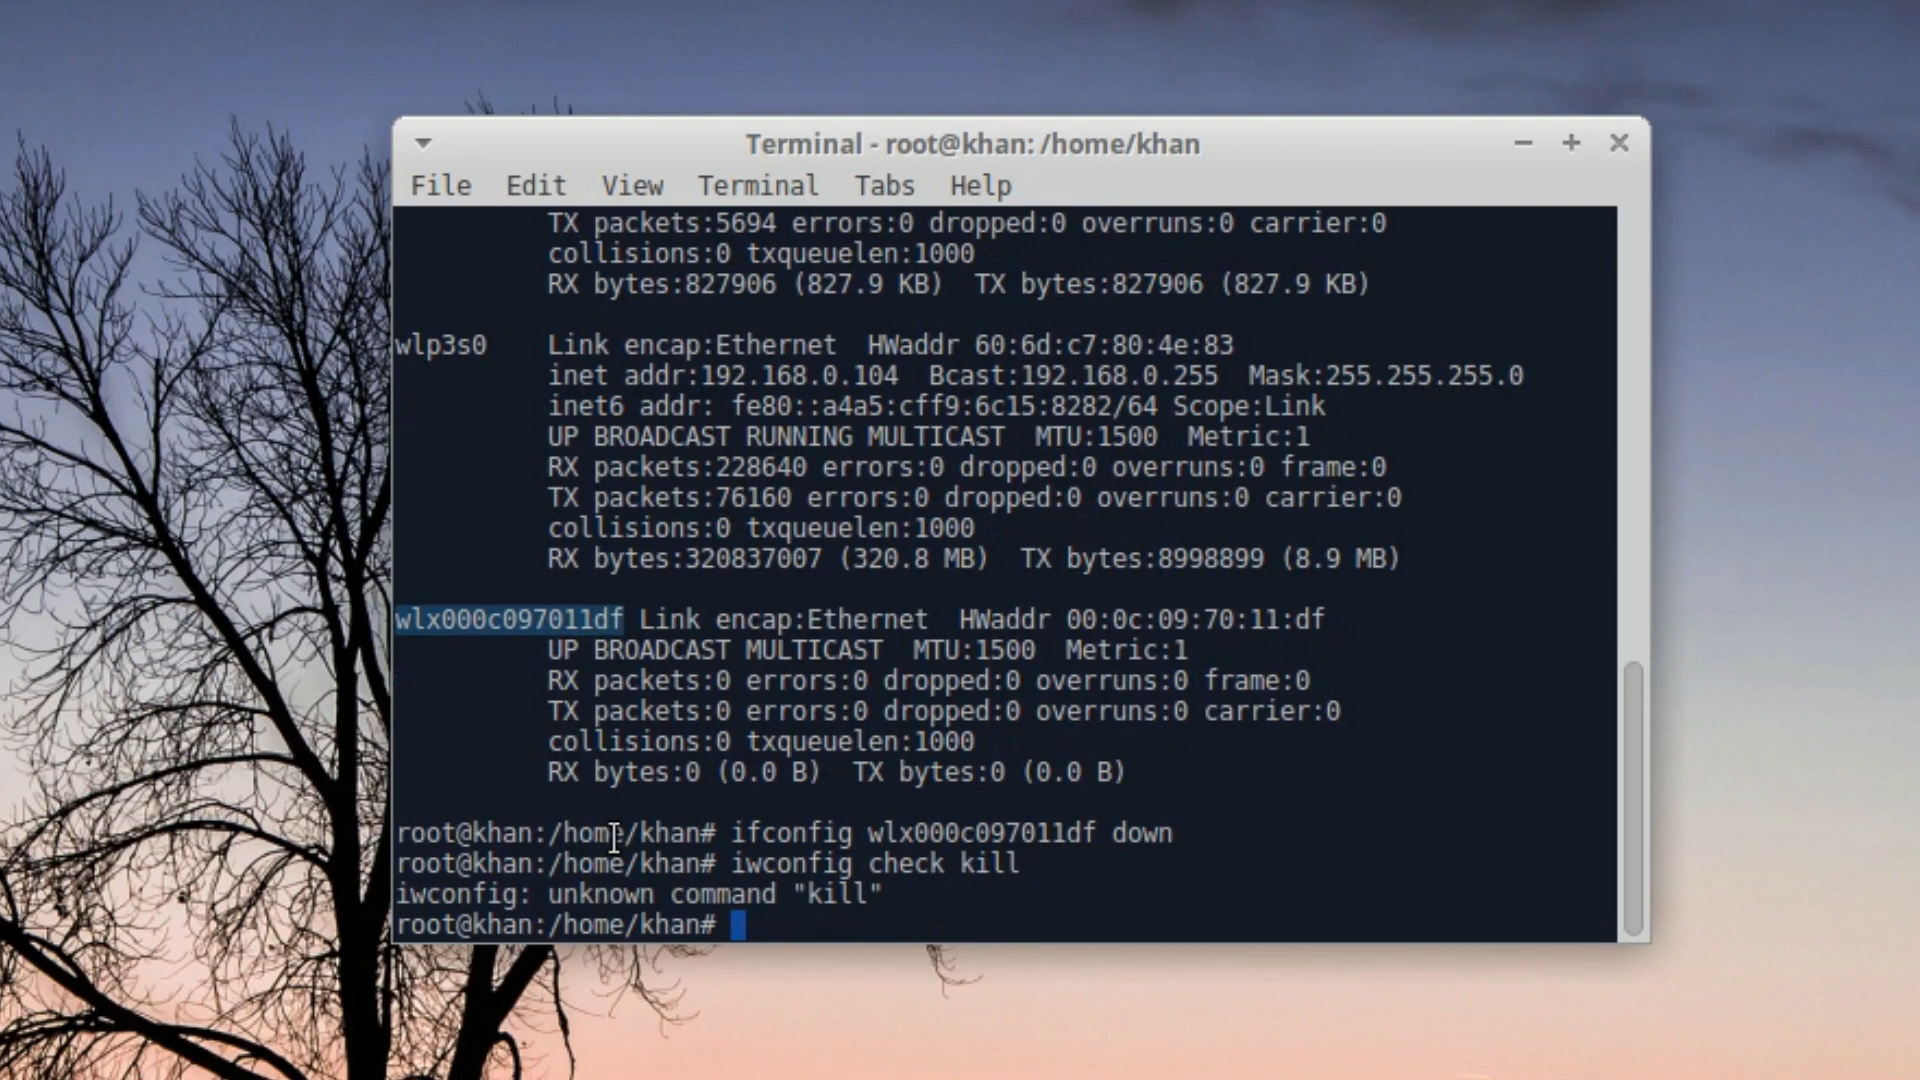 Terminal - root@khan: /home/khan
File Edit View Terminal Tabs Help
TX packets:5694 errors:0 dropped:0 overruns:0 carrier:0
collisions:0 txqueuelen:1000
RX bytes:827906 (827.9 KB)  TX bytes:827906 (827.9 KB)
wlp3s0    Link encap:Ethernet  HWaddr 60:6d:c7:80:4e:83
inet addr:192.168.0.104  Bcast:192.168.0.255  Mask:255.255.255.0
inet6 addr: fe80::a4a5:cff9:6c15:8282/64 Scope:Link
UP BROADCAST RUNNING MULTICAST  MTU:1500  Metric:1
RX packets:228640 errors:0 dropped:0 overruns:0 frame:0
TX packets:76160 errors:0 dropped:0 overruns:0 carrier:0
collisions:0 txqueuelen:1000
RX bytes:320837007 (320.8 MB)  TX bytes:8998899 (8.9 MB)
wlx000c097011df Link encap:Ethernet  HWaddr 00:0c:09:70:11:df
UP BROADCAST MULTICAST  MTU:1500  Metric:1
RX packets:0 errors:0 dropped:0 overruns:0 frame:0
TX packets:0 errors:0 dropped:0 overruns:0 carrier:0
collisions:0 txqueuelen:1000
RX bytes:0 (0.0 B)  TX bytes:0 (0.0 B)
root@khan:/home/khan# ifconfig wlx000c097011df down
root@khan:/home/khan# iwconfig check kill
iwconfig: unknown command "kill"
root@khan:/home/khan#